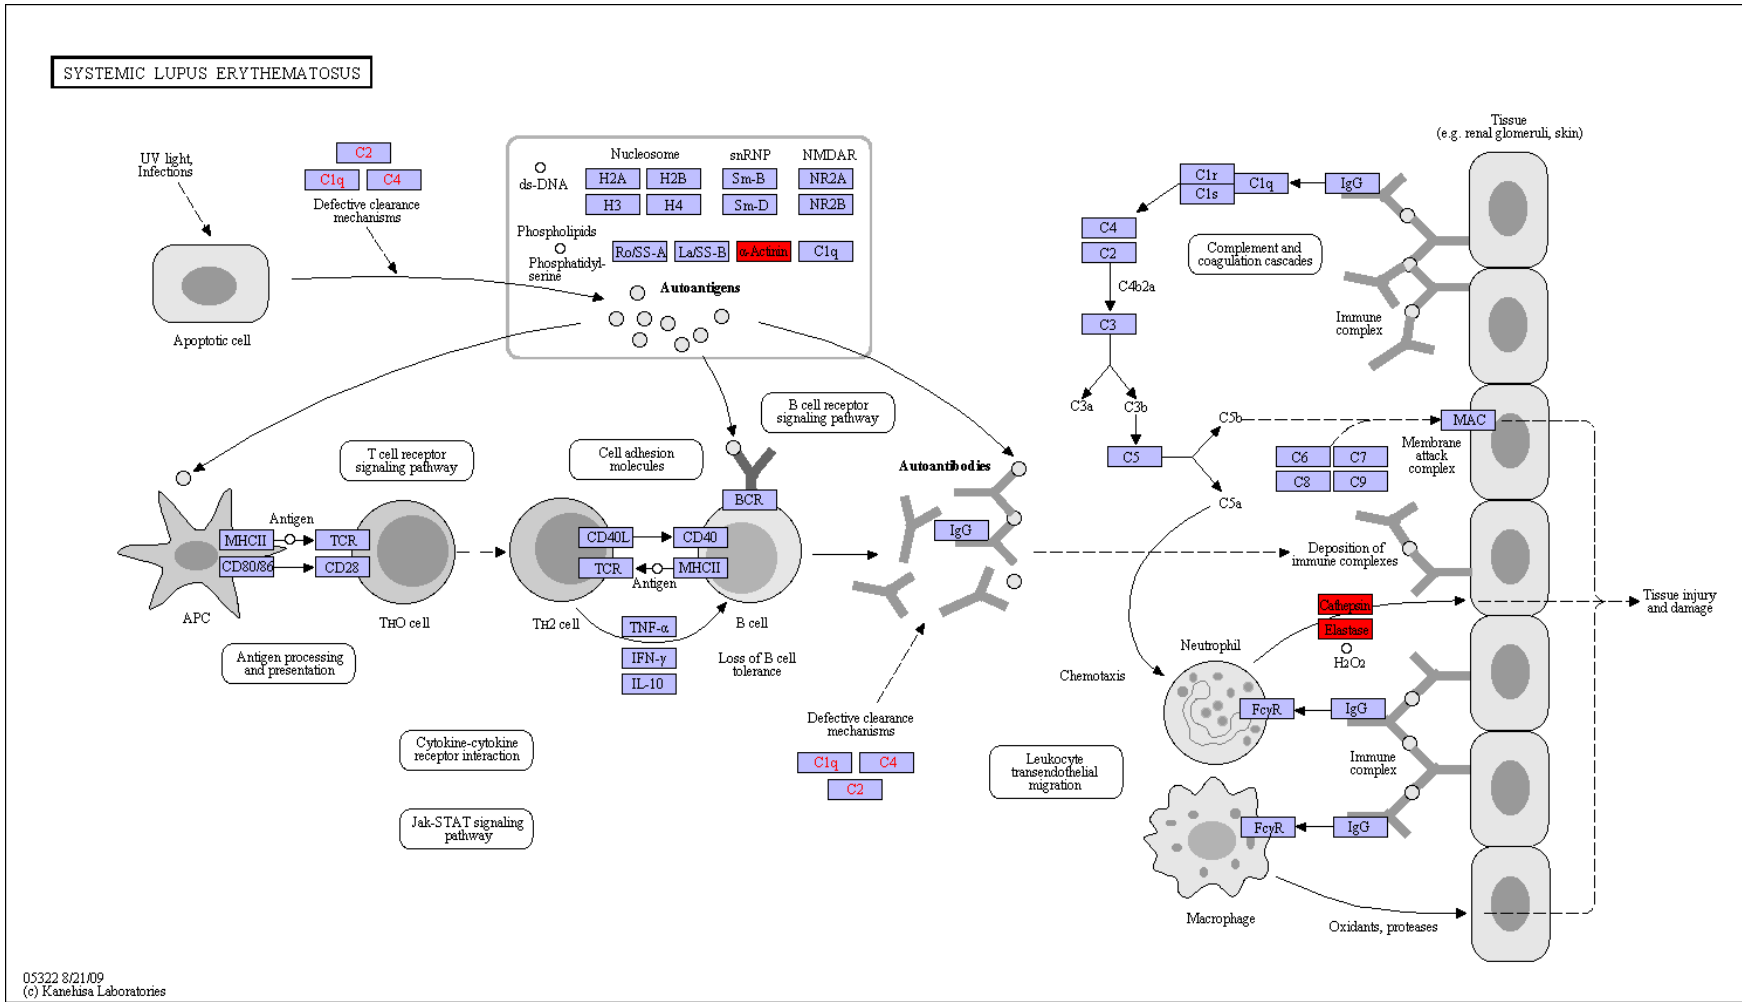 SYSTEMIC LUPUS ERYTHEMATOSUS
UV light,
Infections
C2
C1q
C4
Defective clearance
mechanisms
Apoptotic cell
Nucleosome
snRNP
NMDAR
ds-DNA
H2A
H2B
Sm-B
NR2A
H3
H4
Sm-D
NR2B
Phospholipids
Phosphatidyl-
serine
Ro/SS-A
La/SS-B
α-Actinin
C1q
Autoantigens
Tissue
(e.g. renal glomeruli, skin)
C1r
C1s
C1q
IgG
C4
C2
Complement and
coagulation cascades
C4b2a
C3
Immune
complex
C3a
C3b
C5b
C5
C5a
MAC
Membrane
attack
complex
C6
C7
C8
C9
B cell receptor
signaling pathway
T cell receptor
signaling pathway
Cell adhesion
molecules
Autoantibodies
BCR
IgG
Antigen
MHCII
TCR
CD80/86
CD28
CD40L
CD40
TCR
MHCII
Antigen
APC
TH0 cell
TH2 cell
B cell
Deposition of
immune complexes
Tissue injury
and damage
Cathepsin
Elastase
H2O2
Antigen processing
and presentation
TNF-α
IFN-γ
IL-10
Loss of B cell
tolerance
Neutrophil
Chemotaxis
FcγR
IgG
Defective clearance
mechanisms
C1q
C4
C2
Cytokine-cytokine
receptor interaction
Leukocyte
transendothelial
migration
Immune
complex
Jak-STAT signaling
pathway
FcγR
IgG
Macrophage
Oxidants, proteases
05322 8/21/09
(c) Kanehisa Laboratories